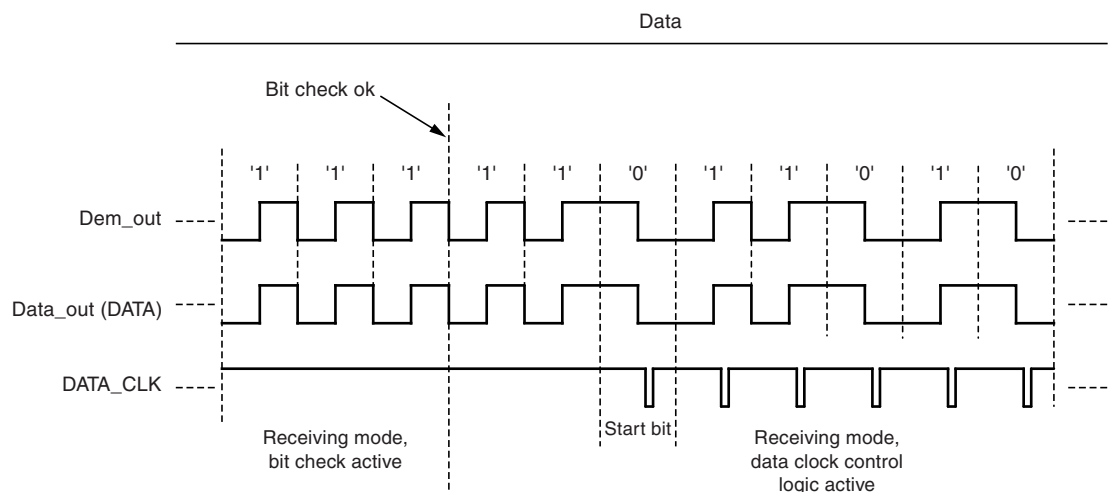 Data
Bit check ok
'1' '1' '1' '1' '1' '0' '1' '1' '0' '1' '0'
Dem_out
Data_out (DATA)
DATA_CLK
Start bit
Receiving mode,
bit check active
Receiving mode,
data clock control
logic active